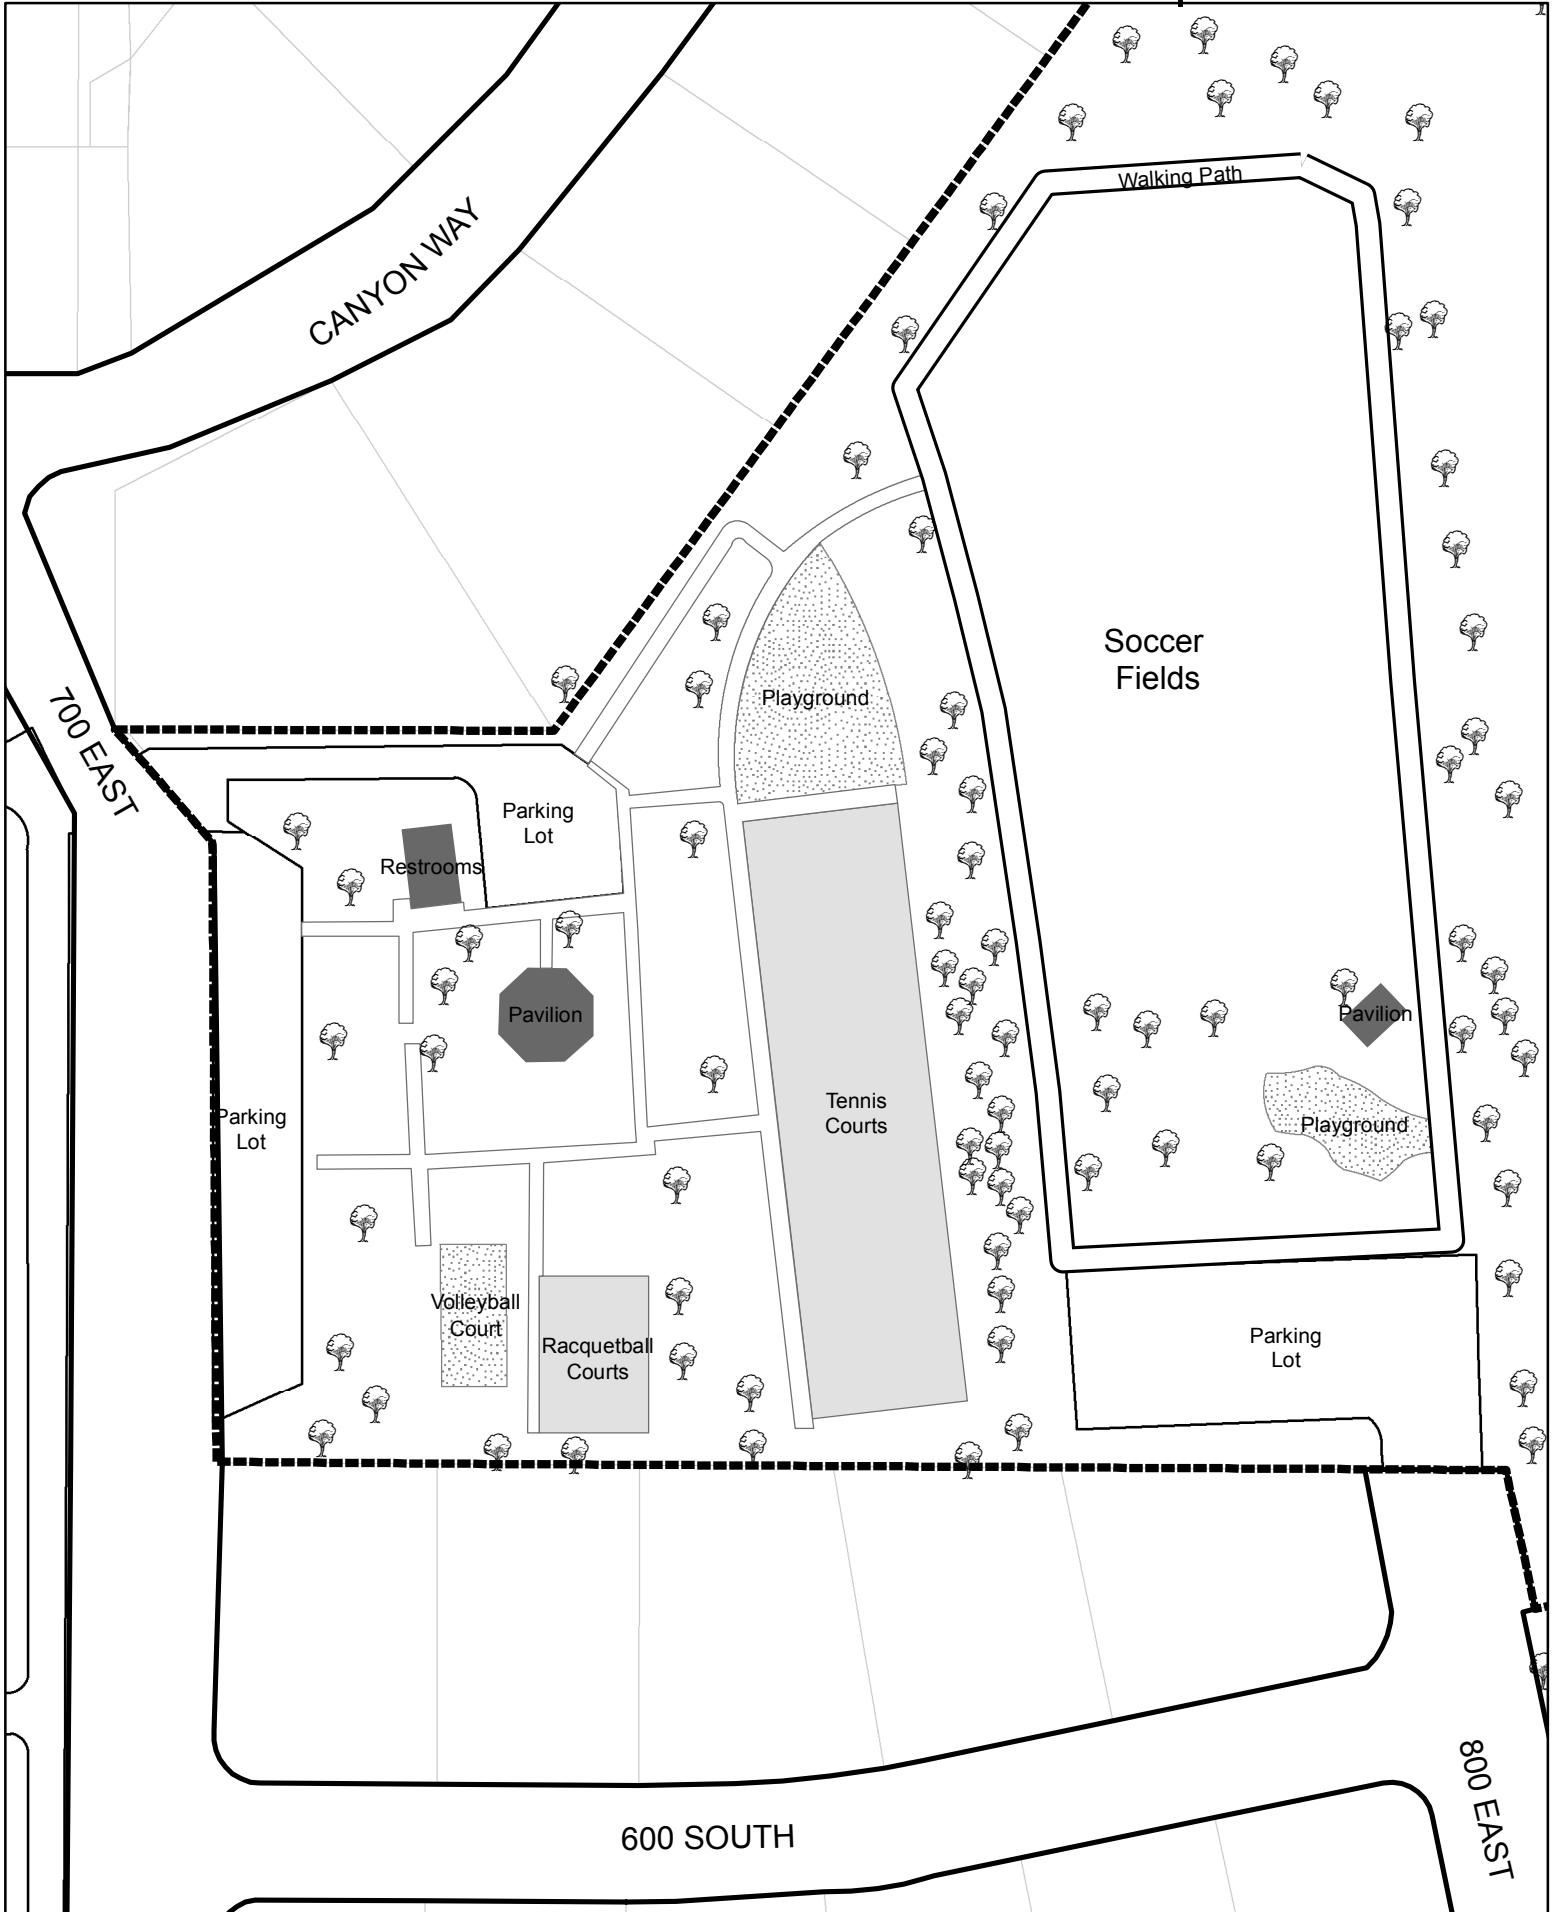 Walking Path
CANYON WAY
Soccer
Fields
Playground
700 EAST
Parking
Lot
Restrooms
Pavilion
Pavilion
Parking
Lot
Tennis
Courts
Playground
Volleyball
Court
Racquetball
Courts
Parking
Lot
600 SOUTH
800 EAST